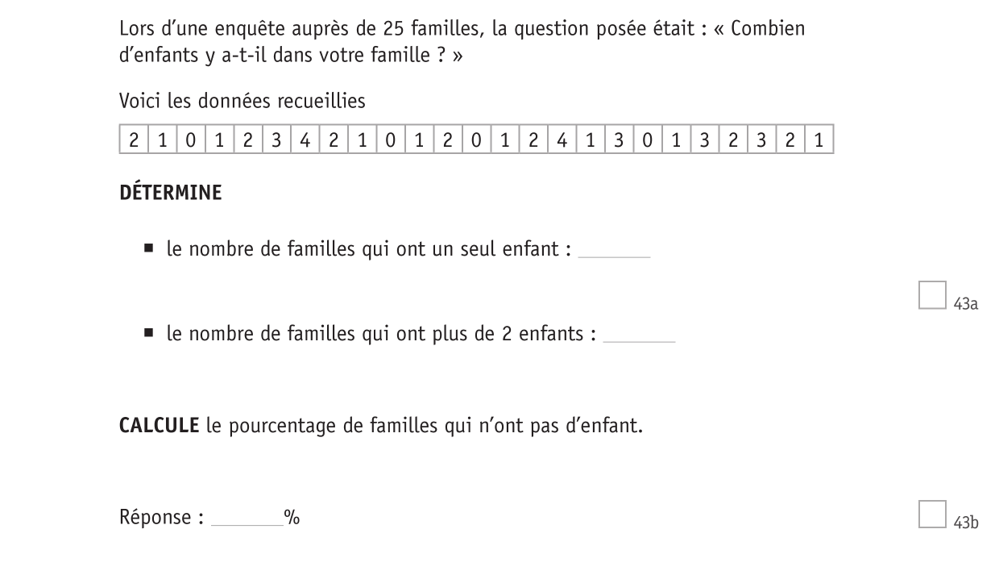 Lors d’une enquête auprès de 25 familles, la question posée était : « Combien
d’enfants y a-t-il dans votre famille ? »
Voici les données recueillies
2 1 0 1 2 3 4 2 1 0 1 2 0 1 2 4 1 3 0 1 3 2 3 2 1
DÉTERMINE
■ le nombre de familles qui ont un seul enfant : _______
43a
■ le nombre de familles qui ont plus de 2 enfants : _______
CALCULE le pourcentage de familles qui n’ont pas d’enfant.
Réponse : _______%
43b